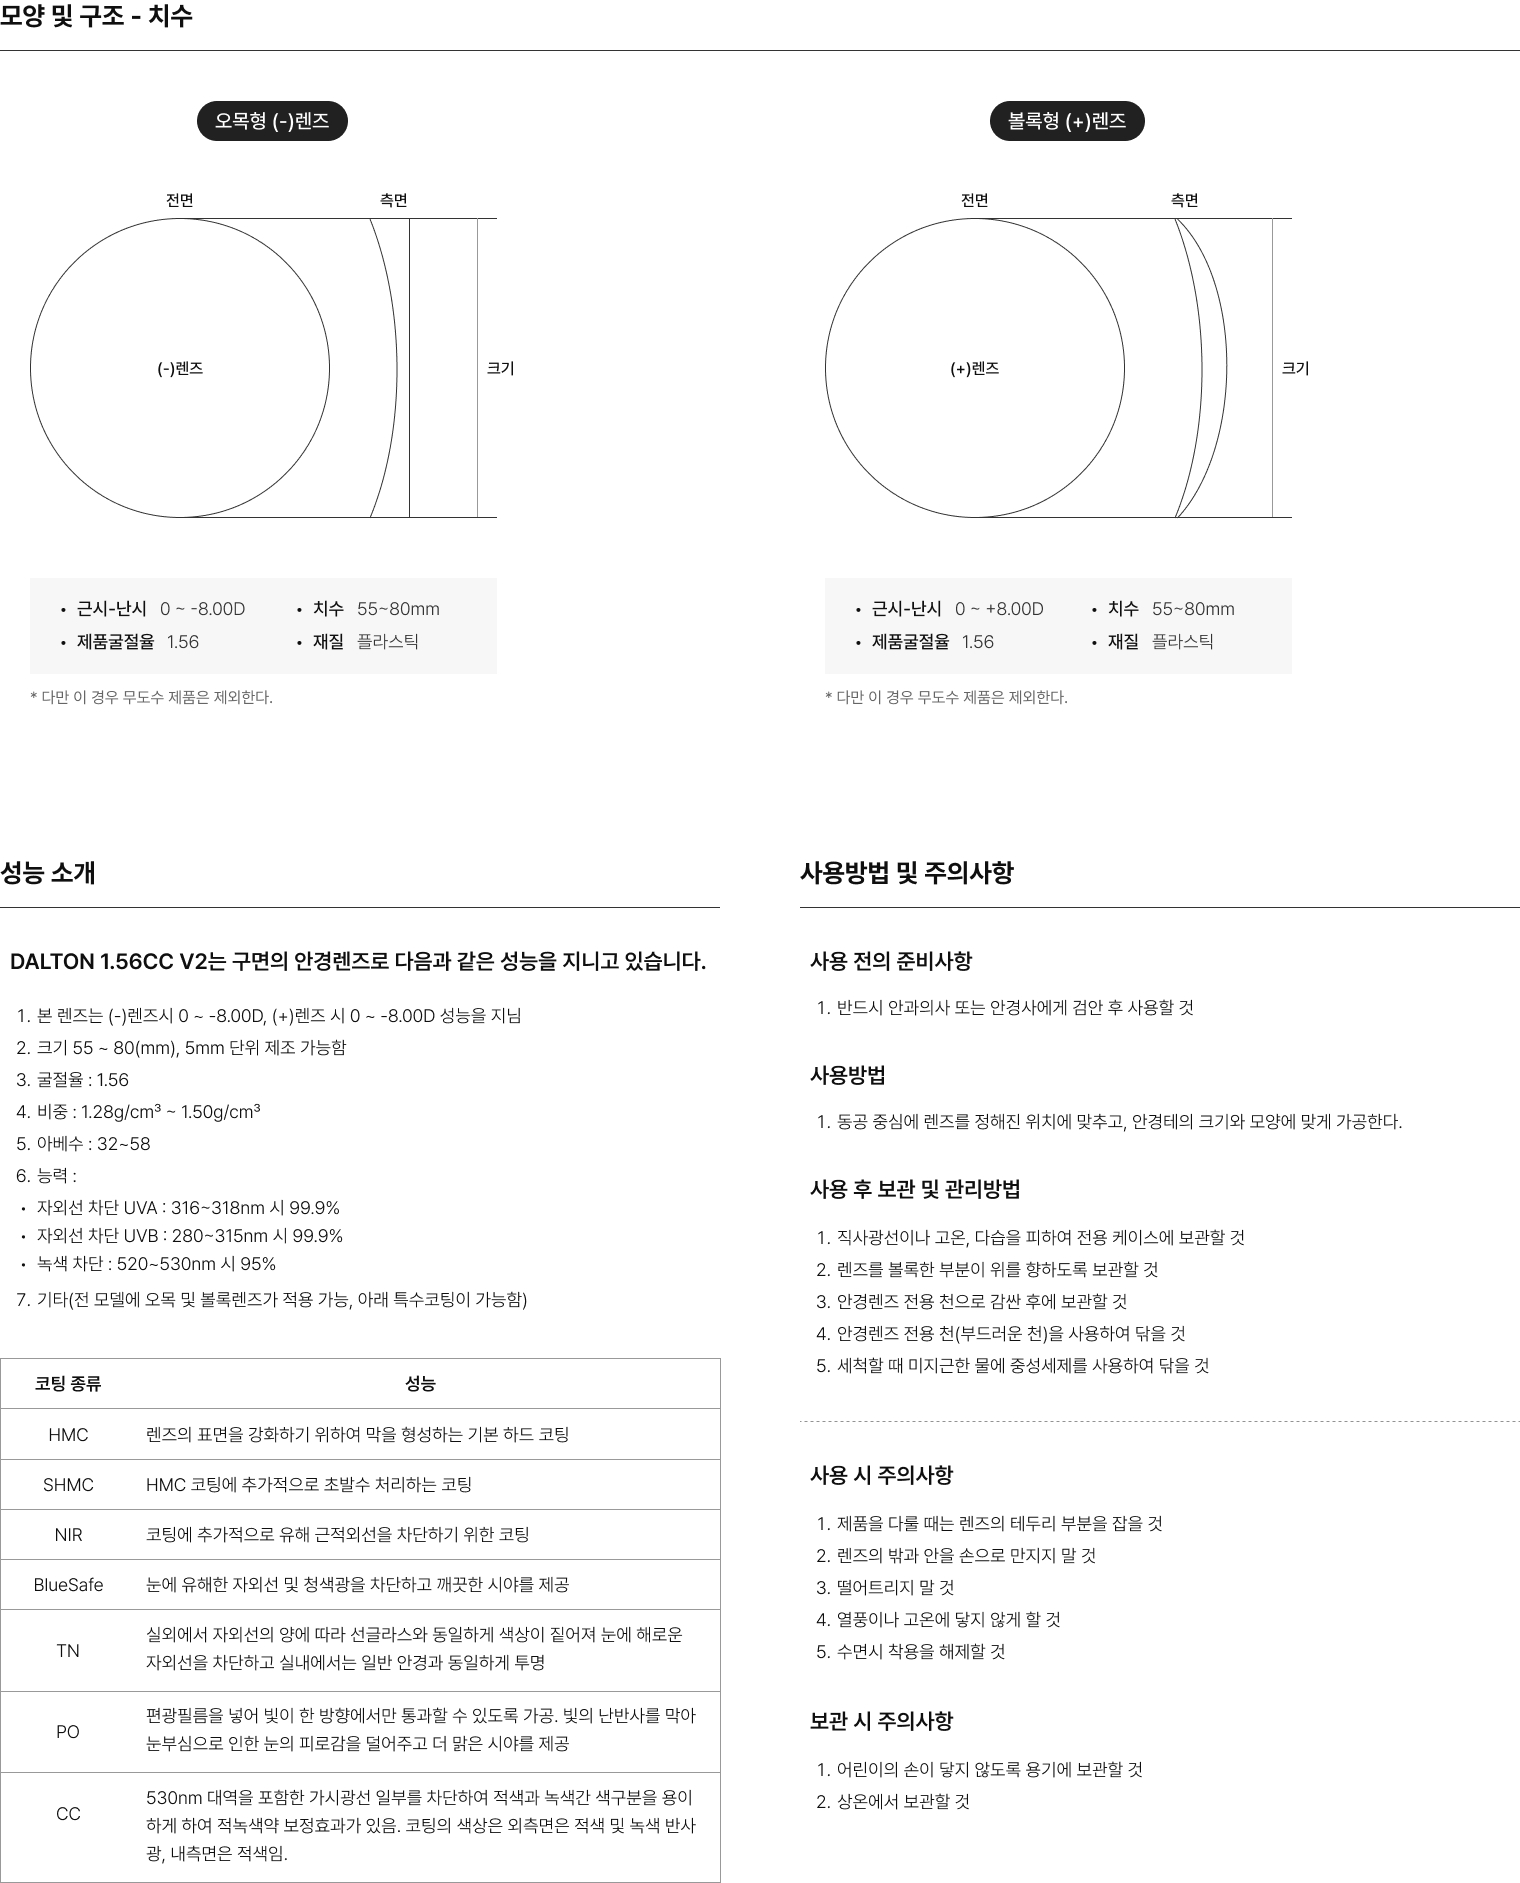 모양 및 구조 - 치수
오목형 (-)렌즈
전면
측면
(-)렌즈
크기
• 근시-난시 0 ~ -8.00D
• 치수 55~80mm
• 제품굴절율 1.56
• 재질 플라스틱
* 다만 이 경우 무도수 제품은 제외한다.
볼록형 (+)렌즈
전면
측면
(+)렌즈
크기
• 근시-난시 0 ~ +8.00D
• 치수 55~80mm
• 제품굴절율 1.56
• 재질 플라스틱
* 다만 이 경우 무도수 제품은 제외한다.
성능 소개
DALTON 1.56CC V2는 구면의 안경렌즈로 다음과 같은 성능을 지니고 있습니다.
1. 본 렌즈는 (-)렌즈시 0 ~ -8.00D, (+)렌즈 시 0 ~ -8.00D 성능을 지님
2. 크기 55 ~ 80(mm), 5mm 단위 제조 가능함
3. 굴절율 : 1.56
4. 비중 : 1.28g/cm³ ~ 1.50g/cm³
5. 아베수 : 32~58
6. 능력 :
• 자외선 차단 UVA : 316~318nm 시 99.9%
• 자외선 차단 UVB : 280~315nm 시 99.9%
• 녹색 차단 : 520~530nm 시 95%
7. 기타(전 모델에 오목 및 볼록렌즈가 적용 가능, 아래 특수코팅이 가능함)
코팅 종류 성능
HMC 렌즈의 표면을 강화하기 위하여 막을 형성하는 기본 하드 코팅
SHMC HMC 코팅에 추가적으로 초발수 처리하는 코팅
NIR 코팅에 추가적으로 유해 근적외선을 차단하기 위한 코팅
BlueSafe 눈에 유해한 자외선 및 청색광을 차단하고 깨끗한 시야를 제공
TN 실외에서 자외선의 양에 따라 선글라스와 동일하게 색상이 짙어져 눈에 해로운
자외선을 차단하고 실내에서는 일반 안경과 동일하게 투명
PO 편광필름을 넣어 빛이 한 방향에서만 통과할 수 있도록 가공. 빛의 난반사를 막아
눈부심으로 인한 눈의 피로감을 덜어주고 더 맑은 시야를 제공
CC 530nm 대역을 포함한 가시광선 일부를 차단하여 적색과 녹색간 색구분을 용이
하게 하여 적녹색약 보정효과가 있음. 코팅의 색상은 외측면은 적색 및 녹색 반사
광, 내측면은 적색임.
사용방법 및 주의사항
사용 전의 준비사항
1. 반드시 안과의사 또는 안경사에게 검안 후 사용할 것
사용방법
1. 동공 중심에 렌즈를 정해진 위치에 맞추고, 안경테의 크기와 모양에 맞게 가공한다.
사용 후 보관 및 관리방법
1. 직사광선이나 고온, 다습을 피하여 전용 케이스에 보관할 것
2. 렌즈를 볼록한 부분이 위를 향하도록 보관할 것
3. 안경렌즈 전용 천으로 감싼 후에 보관할 것
4. 안경렌즈 전용 천(부드러운 천)을 사용하여 닦을 것
5. 세척할 때 미지근한 물에 중성세제를 사용하여 닦을 것
사용 시 주의사항
1. 제품을 다룰 때는 렌즈의 테두리 부분을 잡을 것
2. 렌즈의 밖과 안을 손으로 만지지 말 것
3. 떨어트리지 말 것
4. 열풍이나 고온에 닿지 않게 할 것
5. 수면시 착용을 해제할 것
보관 시 주의사항
1. 어린이의 손이 닿지 않도록 용기에 보관할 것
2. 상온에서 보관할 것